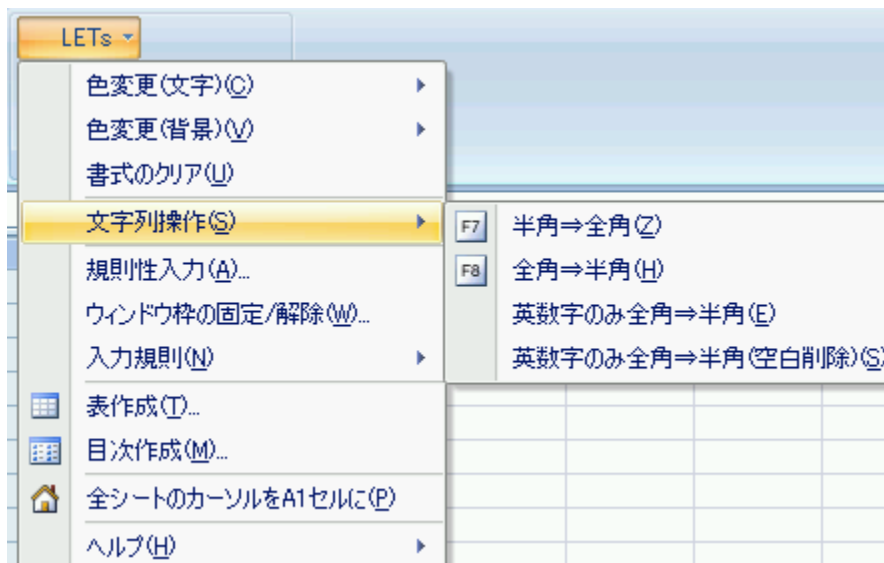 LETs
色変更(文字)(C)
色変更(背景)(V)
書式のクリア(U)
文字列操作(S)
規則性入力(A)...
ウィンドウ枠の固定/解除(W)...
入力規則(N)
表作成(T)...
目次作成(M)...
全シートのカーソルをA1セルに(P)
ヘルプ(H)
F7 半角⇒全角(Z)
F8 全角⇒半角(H)
英数字のみ全角⇒半角(E)
英数字のみ全角⇒半角(空白削除)(S)